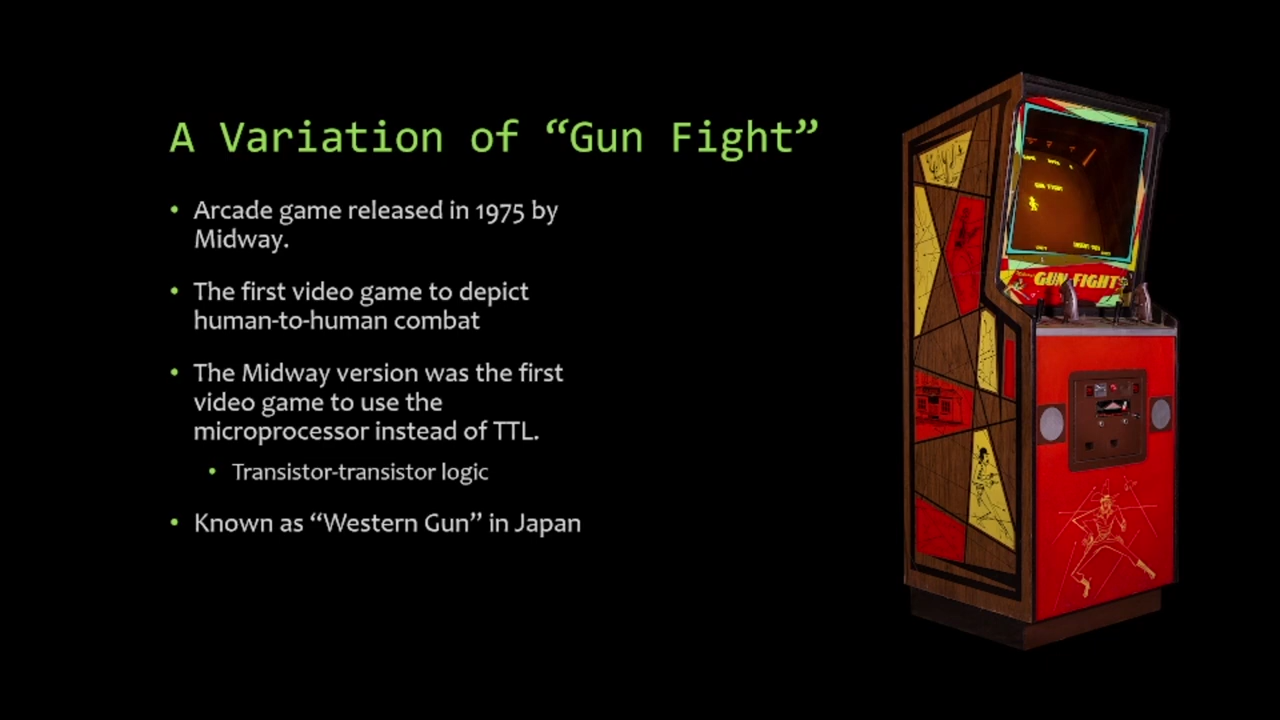 A Variation of “Gun Fight”
• Arcade game released in 1975 by
Midway.
• The first video game to depict
human-to-human combat
• The Midway version was the first
video game to use the
microprocessor instead of TTL.
• Transistor-transistor logic
• Known as “Western Gun” in Japan
GUN FIGHT
GUN FIGHT